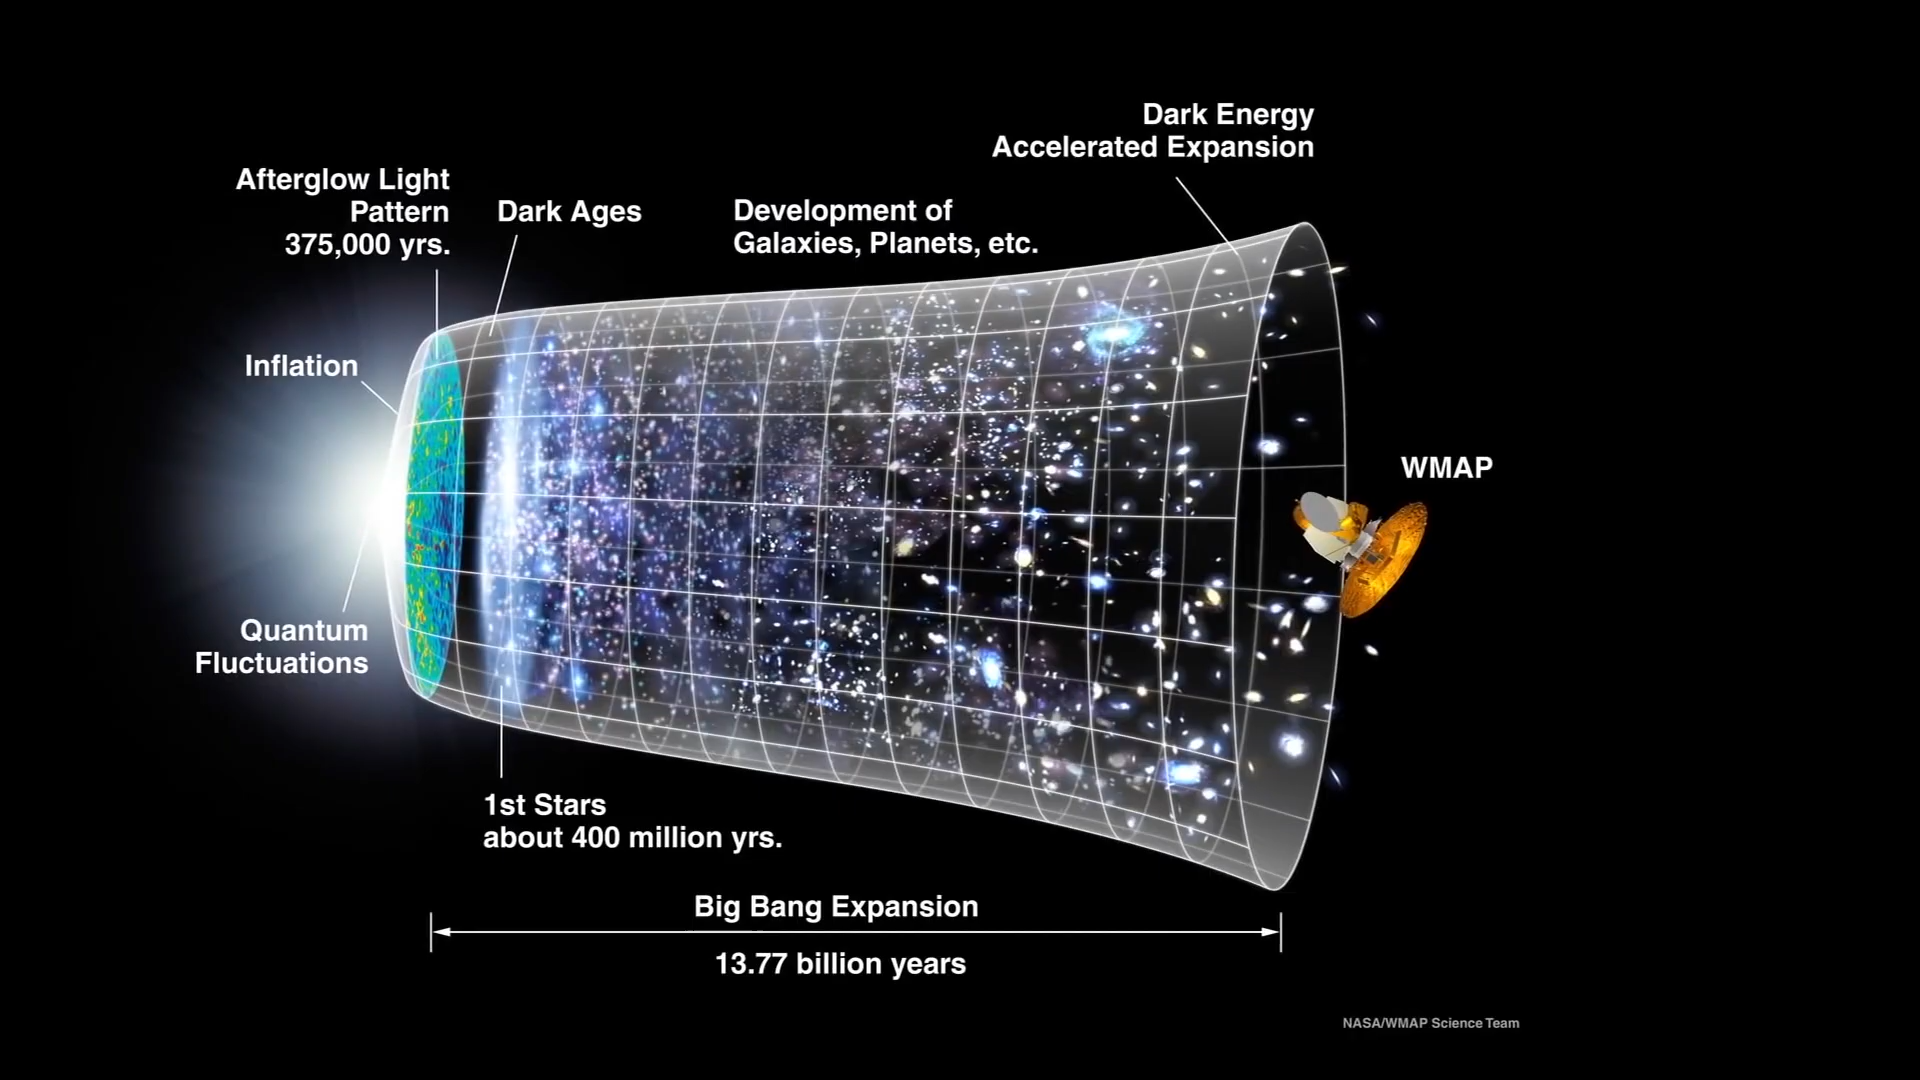 Dark Energy
Accelerated Expansion
Afterglow Light
Pattern
375,000 yrs.
Dark Ages
Development of
Galaxies, Planets, etc.
Inflation
WMAP
Quantum
Fluctuations
1st Stars
about 400 million yrs.
Big Bang Expansion
13.77 billion years
NASA/WMAP Science Team